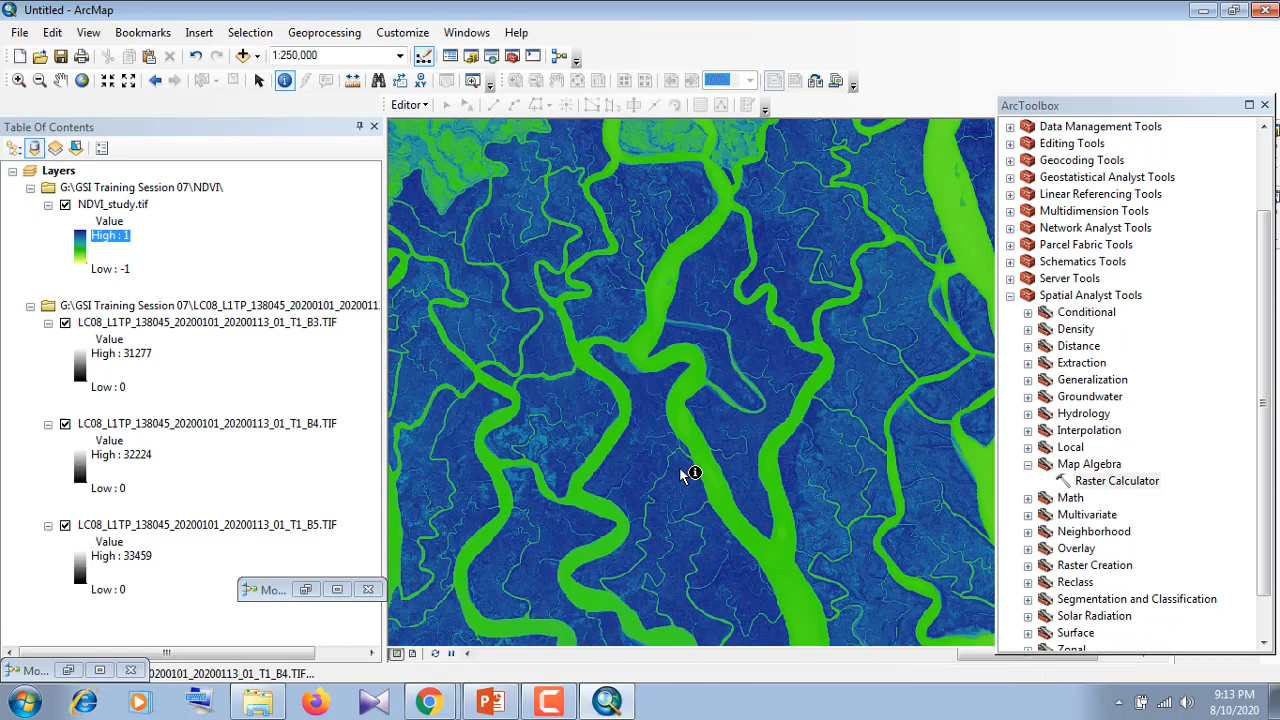 Untitled - ArcMap
File Edit View Bookmarks Insert Selection Geoprocessing Customize Windows Help
1:250,000
Editor
Table Of Contents
Layers
G:\GSI Training Session 07\NDVI\
NDVI_study.tif
Value
High : 1
Low : -1
G:\GSI Training Session 07\LC08_L1TP_138045_20200101_2020011
LC08_L1TP_138045_20200101_20200113_01_T1_B3.TIF
Value
High : 31277
Low : 0
LC08_L1TP_138045_20200101_20200113_01_T1_B4.TIF
Value
High : 32224
Low : 0
LC08_L1TP_138045_20200101_20200113_01_T1_B5.TIF
Value
High : 33459
Low : 0
Mo...
Mo...
0200101_20200113_01_T1_B4.TIF...
ArcToolbox
Data Management Tools
Editing Tools
Geocoding Tools
Geostatistical Analyst Tools
Linear Referencing Tools
Multidimension Tools
Network Analyst Tools
Parcel Fabric Tools
Schematics Tools
Server Tools
Spatial Analyst Tools
Conditional
Density
Distance
Extraction
Generalization
Groundwater
Hydrology
Interpolation
Local
Map Algebra
Raster Calculator
Math
Multivariate
Neighborhood
Overlay
Raster Creation
Reclass
Segmentation and Classification
Solar Radiation
Surface
Zonal
9:13 PM
8/10/2020